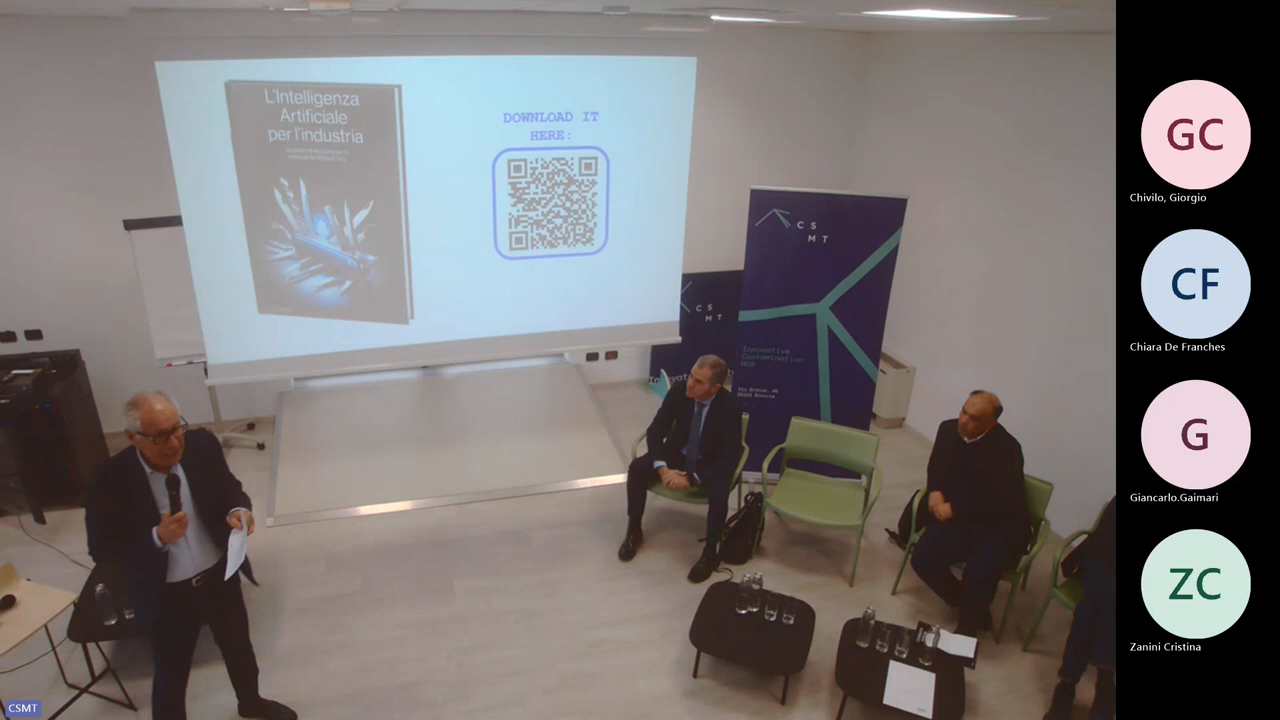 L'Intelligenza
Artificiale
per l'industria
DOWNLOAD IT
HERE:
C S
M T
C S
M T
Innovative
Contamination
HUB
CSMT
GC
Chivilo, Giorgio
CF
Chiara De Franches
G
Giancarlo.Gaimari
ZC
Zanini Cristina